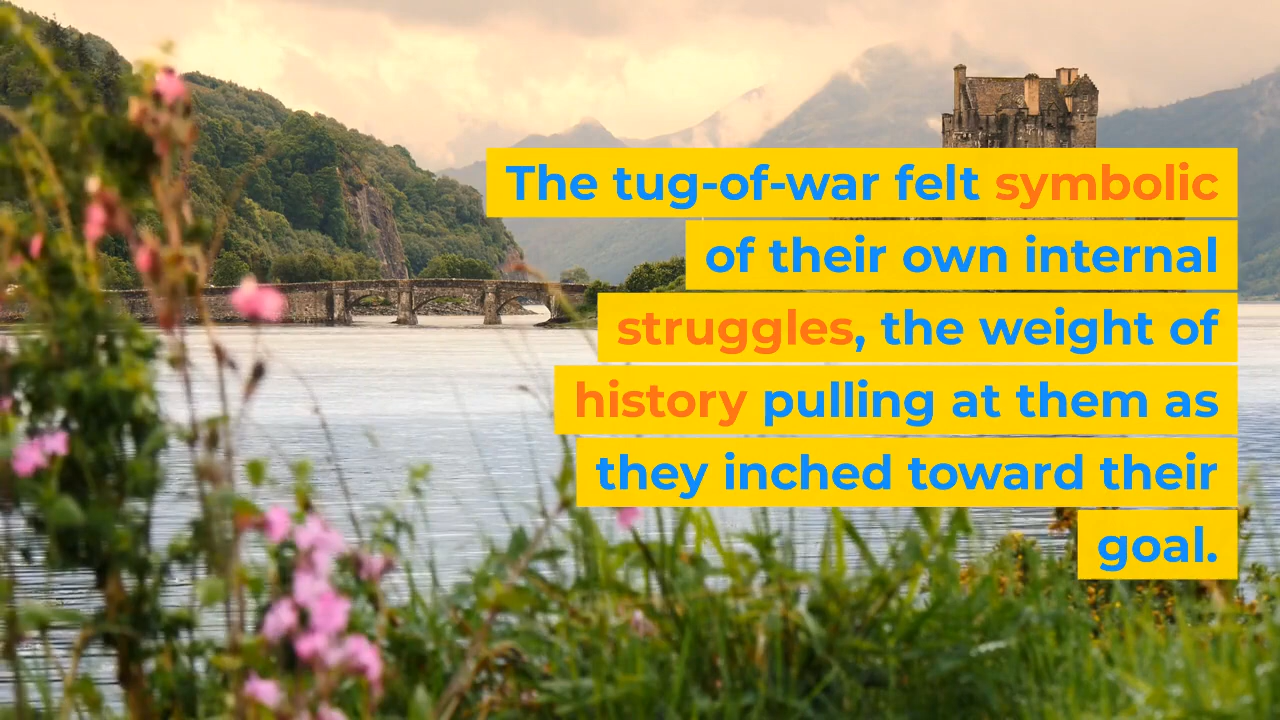 The tug-of-war felt symbolic
of their own internal
struggles, the weight of
history pulling at them as
they inched toward their
goal.